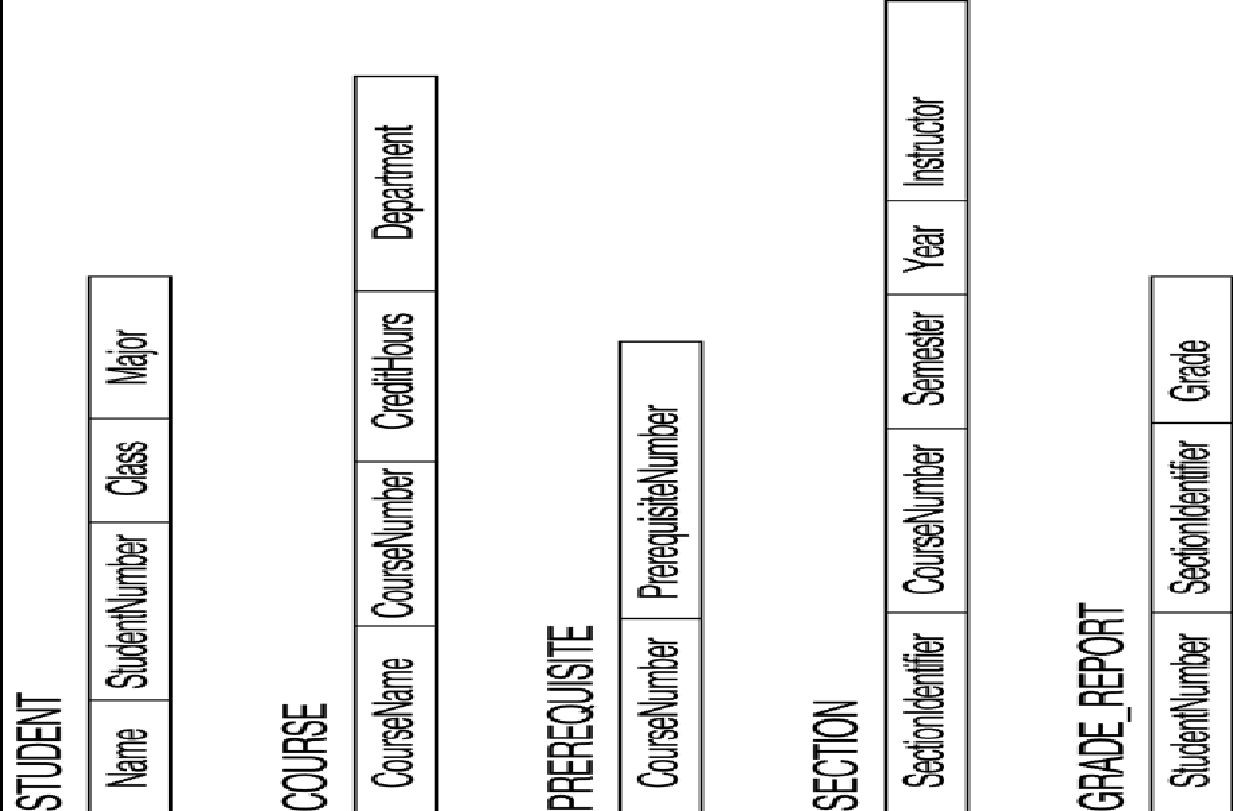 STUDENT
Name StudentNumber Class Major
COURSE
CourseName CourseNumber CreditHours Department
PREREQUISITE
CourseNumber PrerequisiteNumber
SECTION
SectionIdentifier CourseNumber Semester Year Instructor
GRADE_REPORT
StudentNumber SectionIdentifier Grade